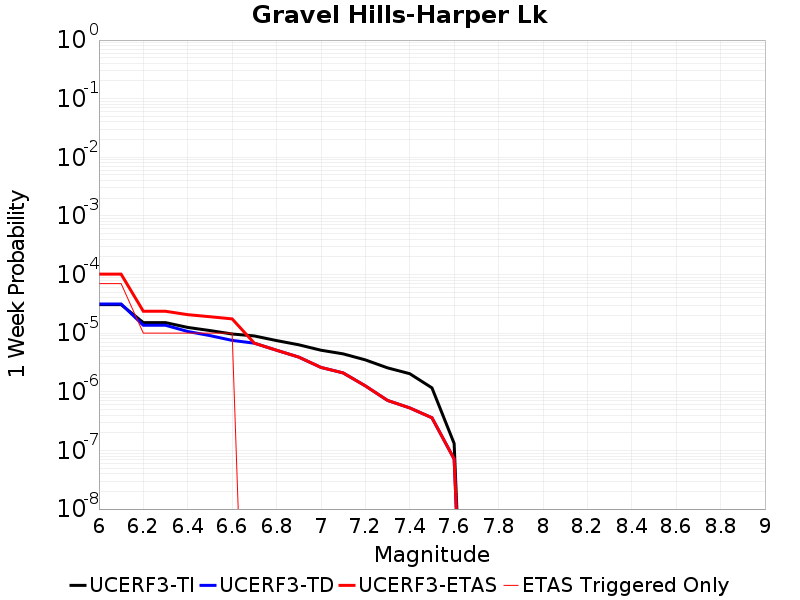 Gravel Hills-Harper Lk
1 Week Probability
10^0
10^-1
10^-2
10^-3
10^-4
10^-5
10^-6
10^-7
10^-8
6 6.2 6.4 6.6 6.8 7 7.2 7.4 7.6 7.8 8 8.2 8.4 8.6 8.8 9
Magnitude
UCERF3-TI UCERF3-TD UCERF3-ETAS ETAS Triggered Only